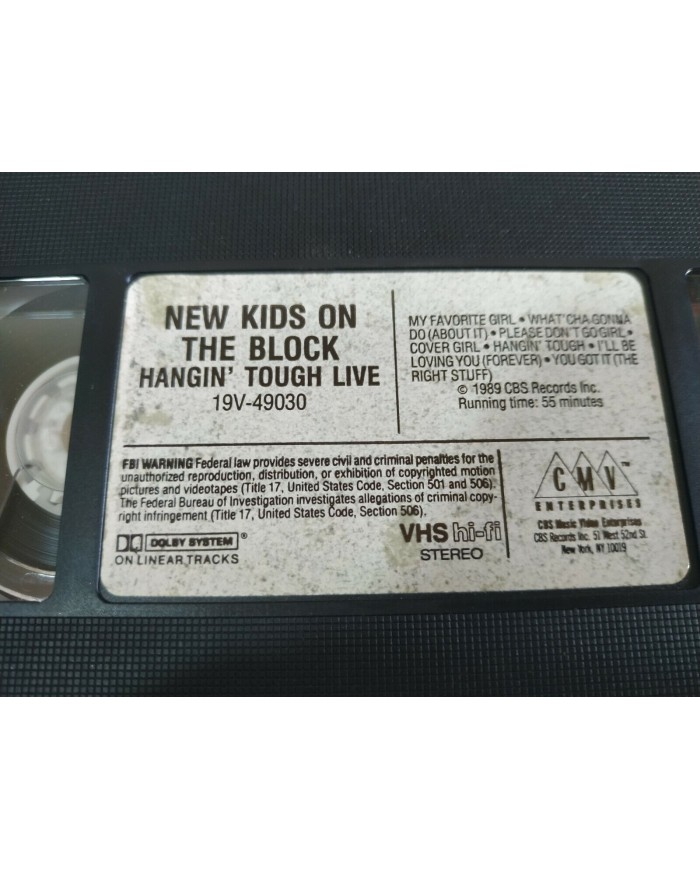 NEW KIDS ON
THE BLOCK
HANGIN' TOUGH LIVE
19V-49030
MY FAVORITE GIRL • WHAT'CHA GONNA
DO (ABOUT IT) • PLEASE DON'T GO GIRL •
COVER GIRL • HANGIN' TOUGH • I'LL BE
LOVING YOU (FOREVER) • YOU GOT IT (THE
RIGHT STUFF)
© 1989 CBS Records Inc.
Running time: 55 minutes
FBI WARNING Federal law provides severe civil and criminal penalties for the
unauthorized reproduction, distribution, or exhibition of copyrighted motion
pictures and videotapes (Title 17, United States Code, Section 501 and 506).
The Federal Bureau of Investigation investigates allegations of criminal copy-
right infringement (Title 17, United States Code, Section 506).
DOLBY SYSTEM®
ON LINEAR TRACKS
VHS hi-fi
STEREO
CMV™
ENTERPRISES
CBS Music Video Enterprises
CBS Records Inc. 51 West 52nd St.
New York, NY 10019